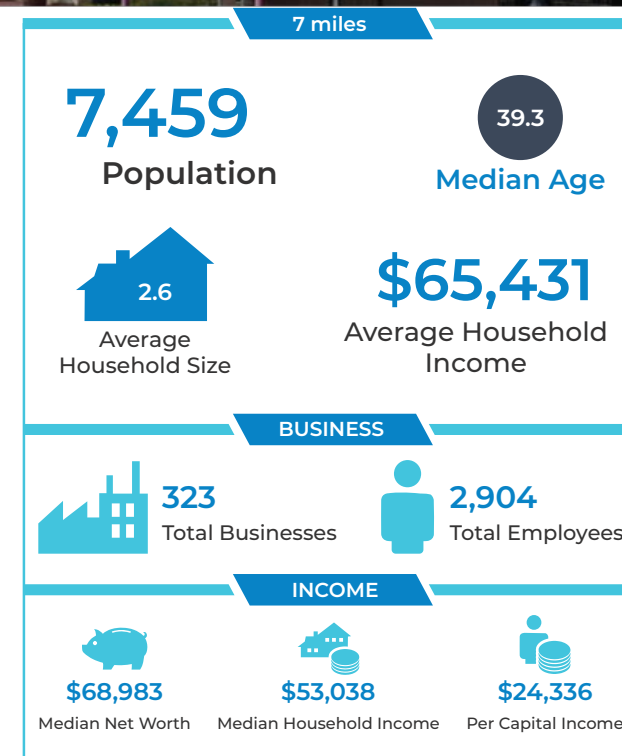 7 miles
7,459
Population
39.3
Median Age
2.6
Average
Household Size
$65,431
Average Household
Income
BUSINESS
323
Total Businesses
2,904
Total Employees
INCOME
$68,983
Median Net Worth
$53,038
Median Household Income
$24,336
Per Capital Income